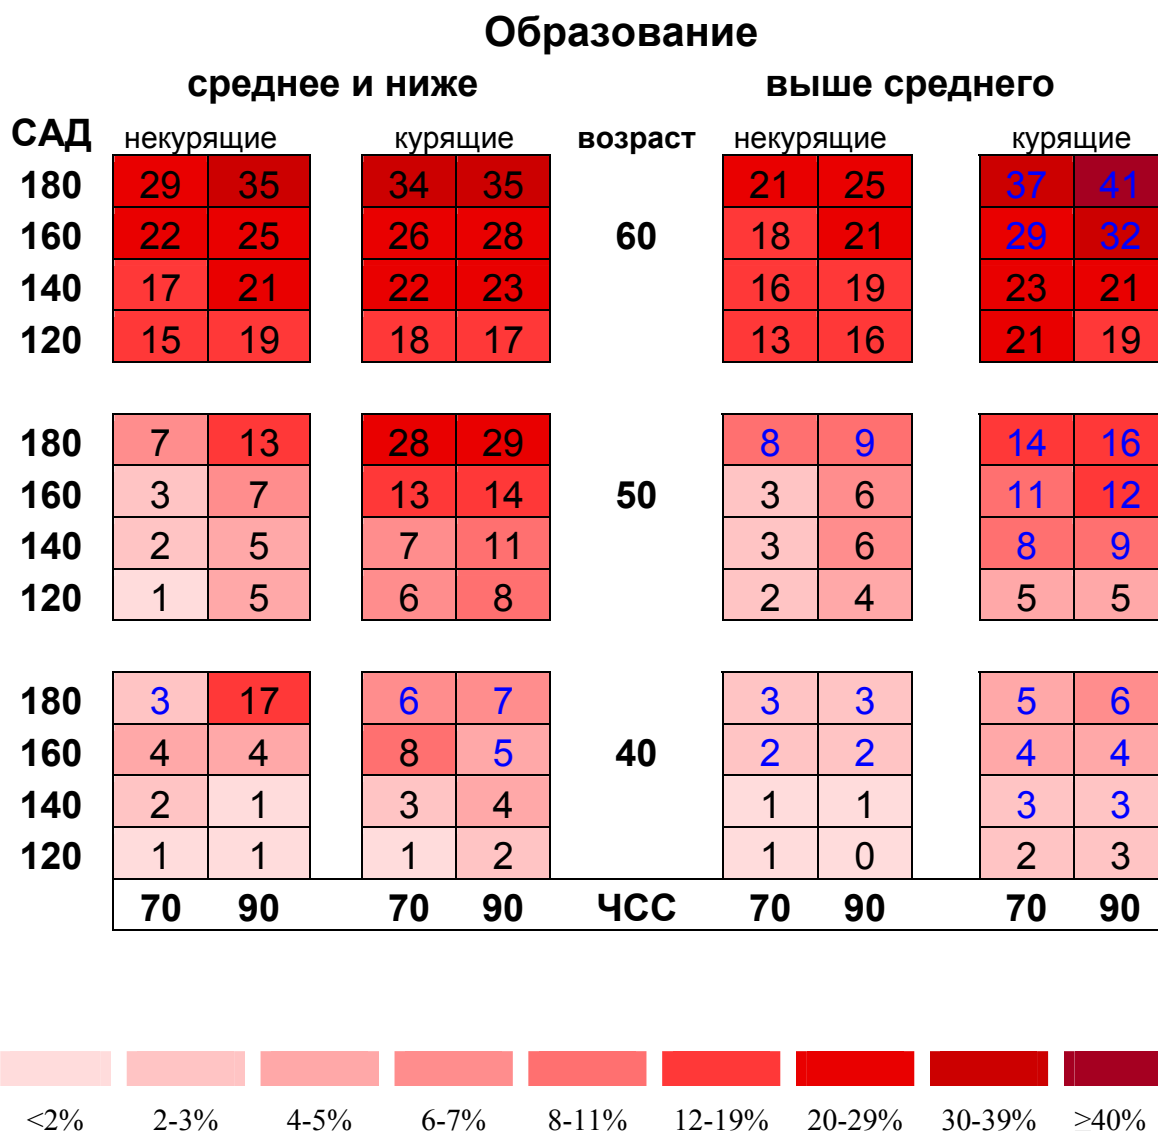 Образование
среднее и ниже выше среднего
САД некурящие курящие возраст некурящие курящие
180 29 35 34 35 21 25 37 41
160 22 25 26 28 60 18 21 29 32
140 17 21 22 23 16 19 23 21
120 15 19 18 17 13 16 21 19
180 7 13 28 29 8 9 14 16
160 3 7 13 14 50 3 6 11 12
140 2 5 7 11 3 6 8 9
120 1 5 6 8 2 4 5 5
180 3 17 6 7 3 3 5 6
160 4 4 8 5 40 2 2 4 4
140 2 1 3 4 1 1 3 3
120 1 1 1 2 1 0 2 3
70 90 70 90 ЧСС 70 90 70 90
<2% 2-3% 4-5% 6-7% 8-11% 12-19% 20-29% 30-39% >40%